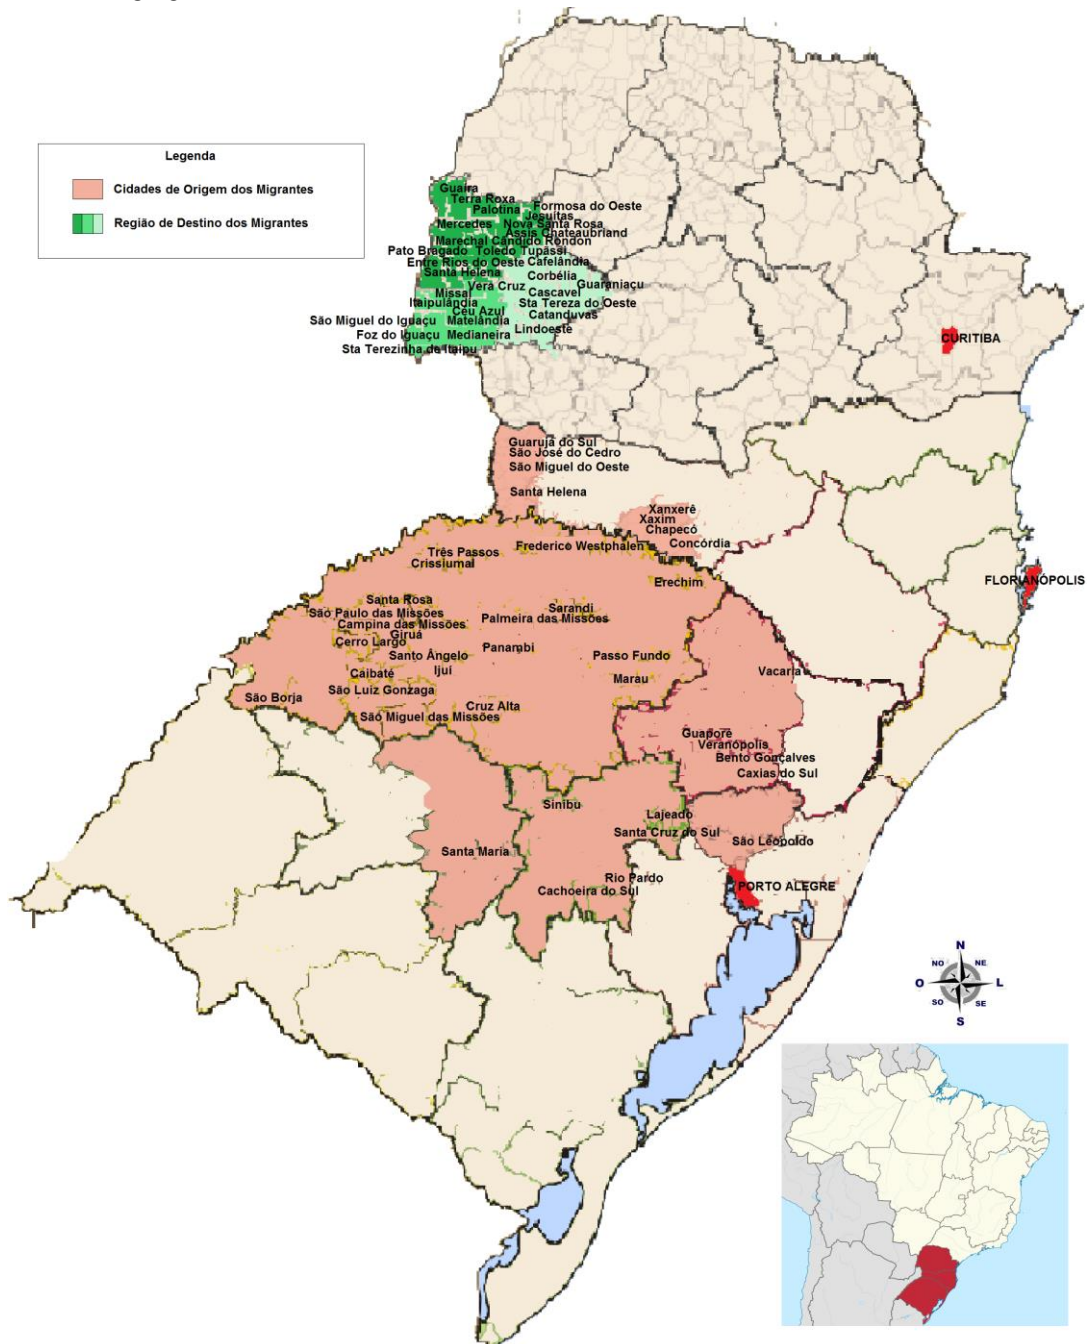 Legenda
Cidades de Origem dos Migrantes
Região de Destino dos Migrantes
Guaíra
Terra Roxa
Palotina
Formosa do Oeste
Jesuítas
Mercedes
Nova Santa Rosa
Assis Chateaubriand
Marechal Cândido Rondon
Pato Bragado
Toledo
Tupãssi
Entre Rios do Oeste
Cafelândia
Santa Helena
Corbélia
Vera Cruz
Guaraniaçu
Missal
Cascavel
Itaipulândia
Sta Tereza do Oeste
Céu Azul
Catanduvas
São Miguel do Iguaçu
Matelândia
Lindoeste
Foz do Iguaçu
Medianeira
Sta Terezinha de Itaipu
CURITIBA
Guarujá do Sul
São José do Cedro
São Miguel do Oeste
Santa Helena
Xanxerê
Xaxim
Chapecó
Concórdia
FLORIANÓPOLIS
Três Passos
Frederico Westphalen
Crissiumal
Erechim
Santa Rosa
São Paulo das Missões
Sarandi
Campina das Missões
Palmeira das Missões
Giruá
Cerro Largo
Panambi
Santo Ângelo
Passo Fundo
Caibaté
Ijuí
Marau
Vacaria
São Luiz Gonzaga
São Borja
Cruz Alta
São Miguel das Missões
Guaporé
Veranópolis
Bento Gonçalves
Caxias do Sul
Sinibu
Lajeado
Santa Cruz do Sul
São Léopoldo
Santa Maria
Rio Pardo
Cachoeira do Sul
PORTO ALEGRE
N
NO
NE
O
L
SO
SE
S